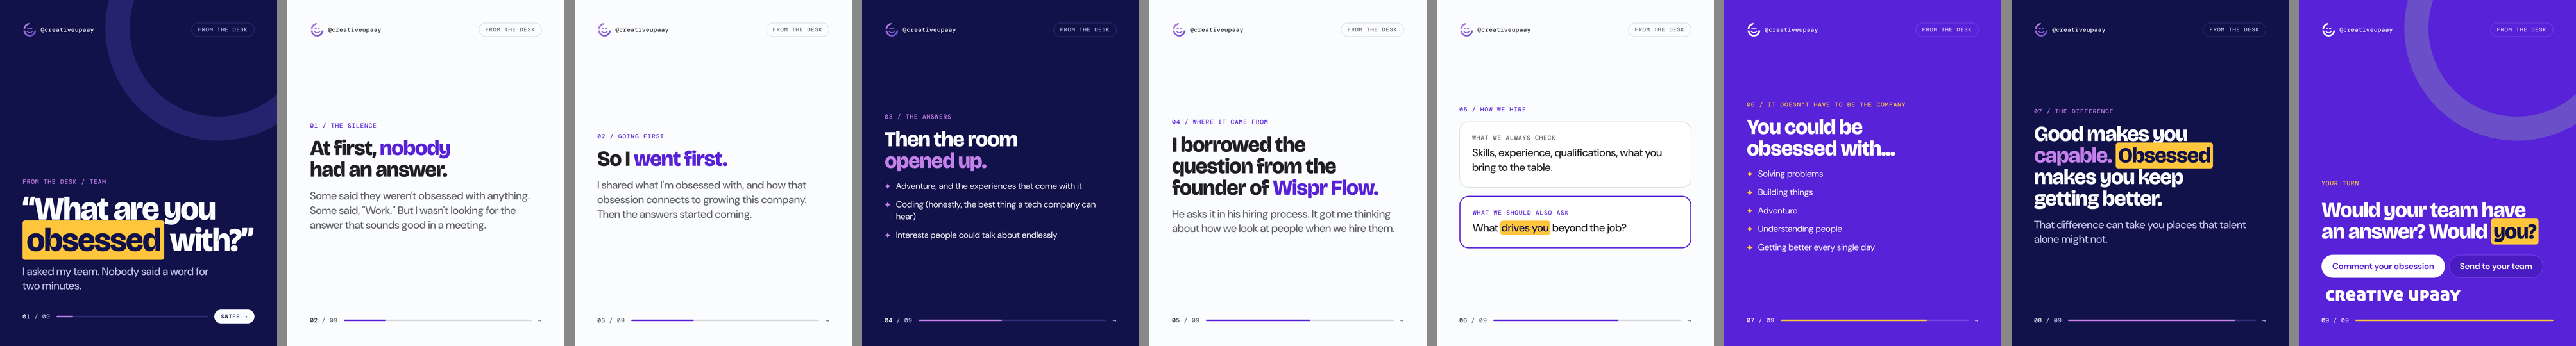 @creativeupaay
FROM THE DESK
FROM THE DESK / TEAM
“What are you
obsessed with?”
I asked my team. Nobody said a word for
two minutes.
01 / 09
SWIPE →
@creativeupaay
FROM THE DESK
01 / THE SILENCE
At first, nobody
had an answer.
Some said they weren't obsessed with anything.
Some said, "Work." But I wasn't looking for the
answer that sounds good in a meeting.
02 / 09 →
@creativeupaay
FROM THE DESK
02 / GOING FIRST
So I went first.
I shared what I'm obsessed with, and how that
obsession connects to growing this company.
Then the answers started coming.
03 / 09 →
@creativeupaay
FROM THE DESK
03 / THE ANSWERS
Then the room
opened up.
Adventure, and the experiences that come with it
Coding (honestly, the best thing a tech company can
hear)
Interests people could talk about endlessly
04 / 09 →
@creativeupaay
FROM THE DESK
04 / WHERE IT CAME FROM
I borrowed the
question from the
founder of Wispr Flow.
He asks it in his hiring process. It got me thinking
about how we look at people when we hire them.
05 / 09 →
@creativeupaay
FROM THE DESK
05 / HOW WE HIRE
WHAT WE ALWAYS CHECK
Skills, experience, qualifications, what you
bring to the table.
WHAT WE SHOULD ALSO ASK
What drives you beyond the job?
06 / 09 →
@creativeupaay
FROM THE DESK
06 / IT DOESN'T HAVE TO BE THE COMPANY
You could be
obsessed with...
Solving problems
Building things
Adventure
Understanding people
Getting better every single day
07 / 09 →
@creativeupaay
FROM THE DESK
07 / THE DIFFERENCE
Good makes you
capable. Obsessed
makes you keep
getting better.
That difference can take you places that talent
alone might not.
08 / 09 →
@creativeupaay
FROM THE DESK
YOUR TURN
Would your team have
an answer? Would you?
Comment your obsession
Send to your team
CREATIVE UPAAY
09 / 09